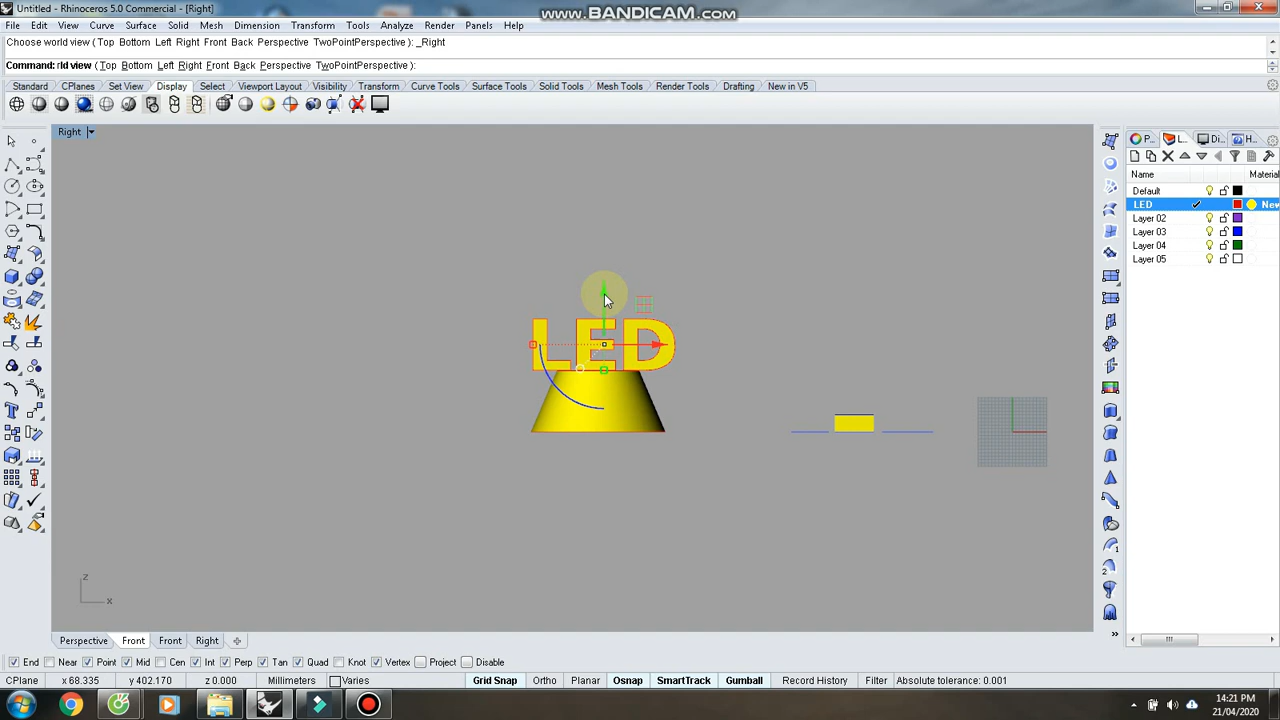 Untitled - Rhinoceros 5.0 Commercial - [Right]
www.BANDICAM.com
File Edit View Curve Surface Solid Mesh Dimension Transform Tools Analyze Render Panels Help
Choose world view ( Top Bottom Left Right Front Back Perspective TwoPointPerspective ): _Right
Command: rld view ( Top Bottom Left Right Front Back Perspective TwoPointPerspective ):
Standard CPlanes Set View Display Select Viewport Layout Visibility Transform Curve Tools Surface Tools Solid Tools Mesh Tools Render Tools Drafting New in V5
Right
P... L... Di... H...
Name Material
Default
LED New
Layer 02
Layer 03
Layer 04
Layer 05
LED
z
x
Perspective Front Front Right
End Near Point Mid Cen Int Perp Tan Quad Knot Vertex Project Disable
CPlane x 68.335 y 402.170 z 0.000 Millimeters Varies Grid Snap Ortho Planar Osnap SmartTrack Gumball Record History Filter Absolute tolerance: 0.001
14:21 PM
21/04/2020